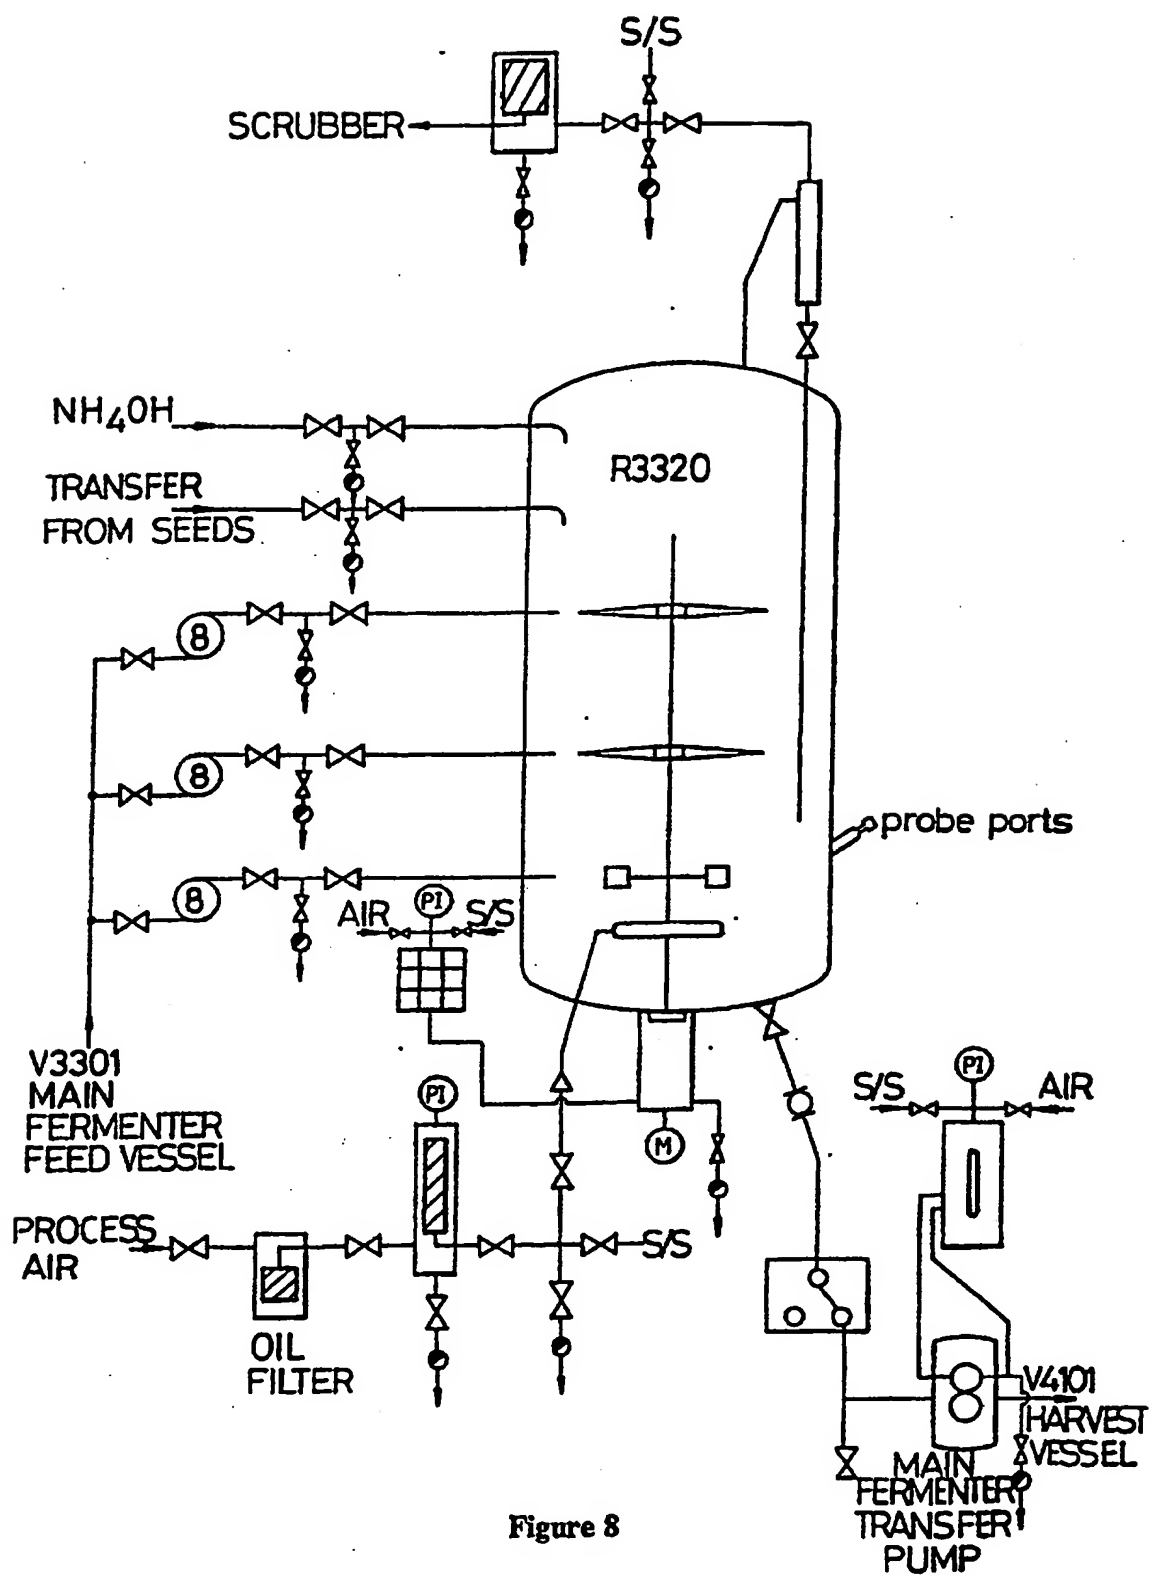 S/S
SCRUBBER
NH4OH
TRANSFER
FROM SEEDS
R3320
8
8
probe ports
8
PI
AIR
S/S
V3301
MAIN
FERMENTER
FEED VESSEL
PI
M
PI
S/S
AIR
PROCESS
AIR
S/S
OIL
FILTER
V4101
HARVEST
VESSEL
MAIN
FERMENTER
TRANSFER
PUMP
Figure 8